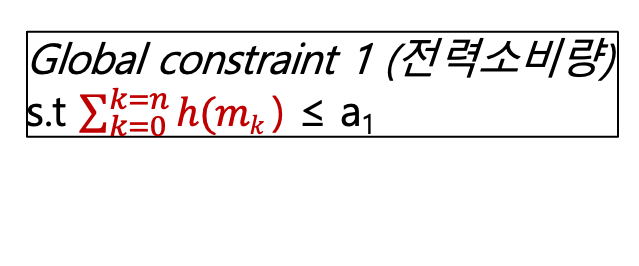 Global constraint 1 (전력소비량)
s.t ∑_{k=0}^{k=n} h(m_k) ≤ a_1